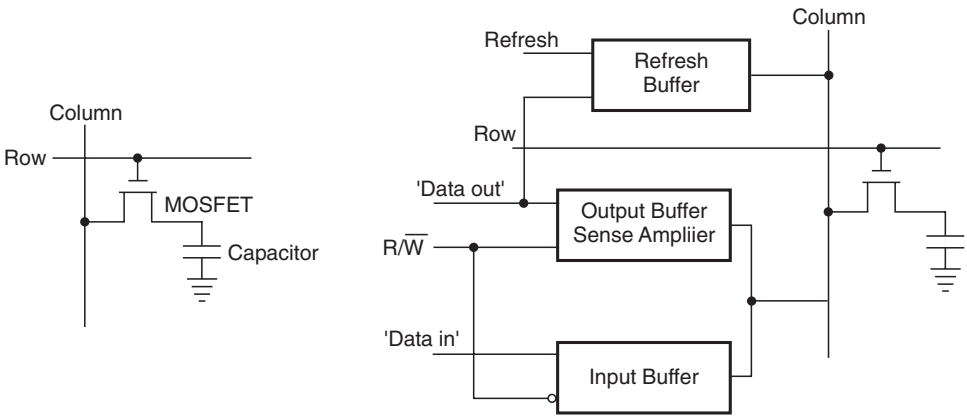 Column
Row
MOSFET
Capacitor
Column
Refresh
Refresh
Buffer
Row
'Data out'
Output Buffer
Sense Ampliier
R/W̅
'Data in'
Input Buffer